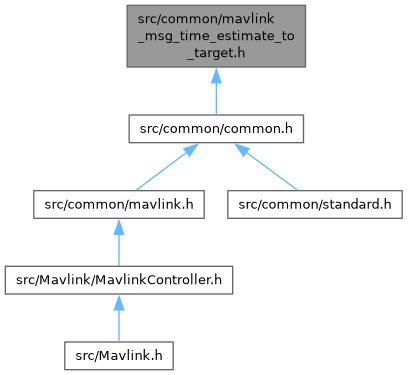 src/common/mavlink
_msg_time_estimate_to
_target.h
src/common/common.h
src/common/mavlink.h
src/common/standard.h
src/Mavlink/MavlinkController.h
src/Mavlink.h